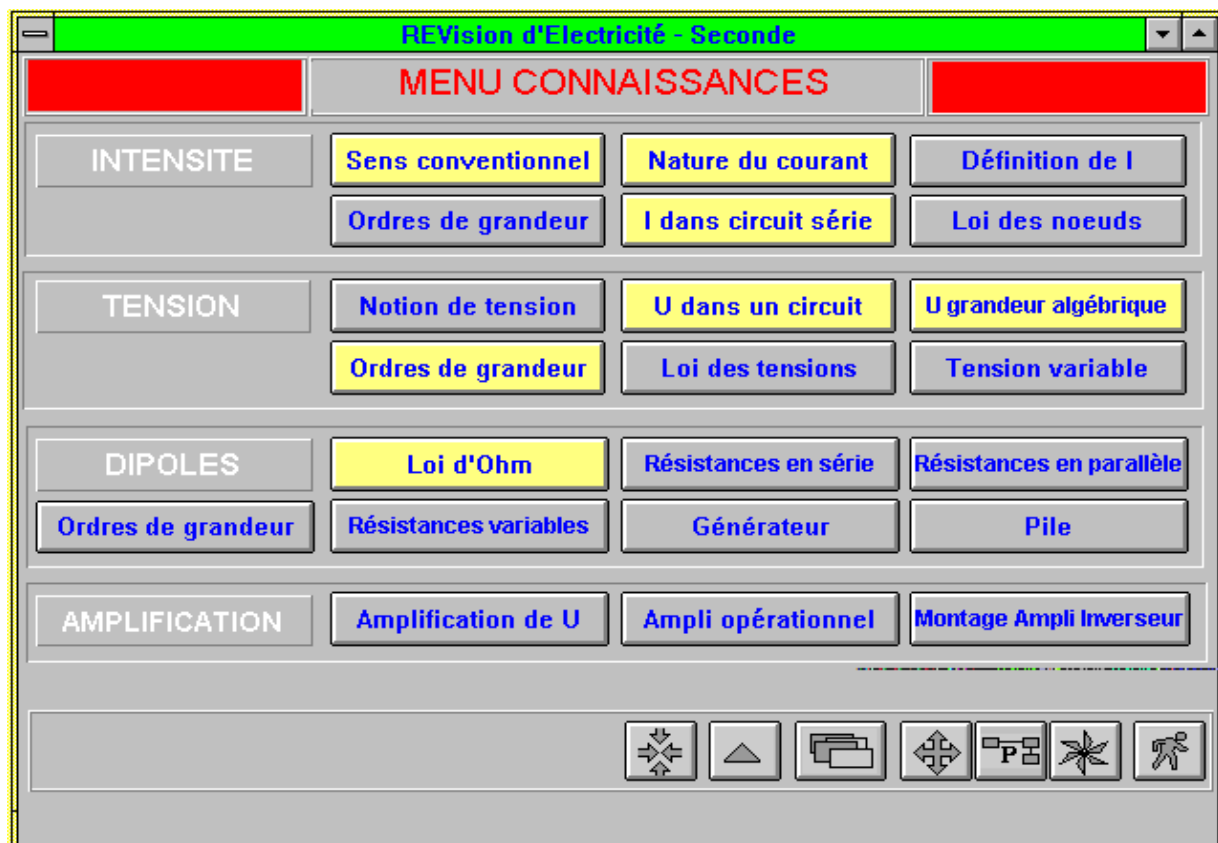 REVision d'Electricité - Seconde
MENU CONNAISSANCES
INTENSITE
Sens conventionnel
Nature du courant
Définition de I
Ordres de grandeur
I dans circuit série
Loi des noeuds
TENSION
Notion de tension
U dans un circuit
U grandeur algébrique
Ordres de grandeur
Loi des tensions
Tension variable
DIPOLES
Loi d'Ohm
Résistances en série
Résistances en parallèle
Ordres de grandeur
Résistances variables
Générateur
Pile
AMPLIFICATION
Amplification de U
Ampli opérationnel
Montage Ampli Inverseur
P